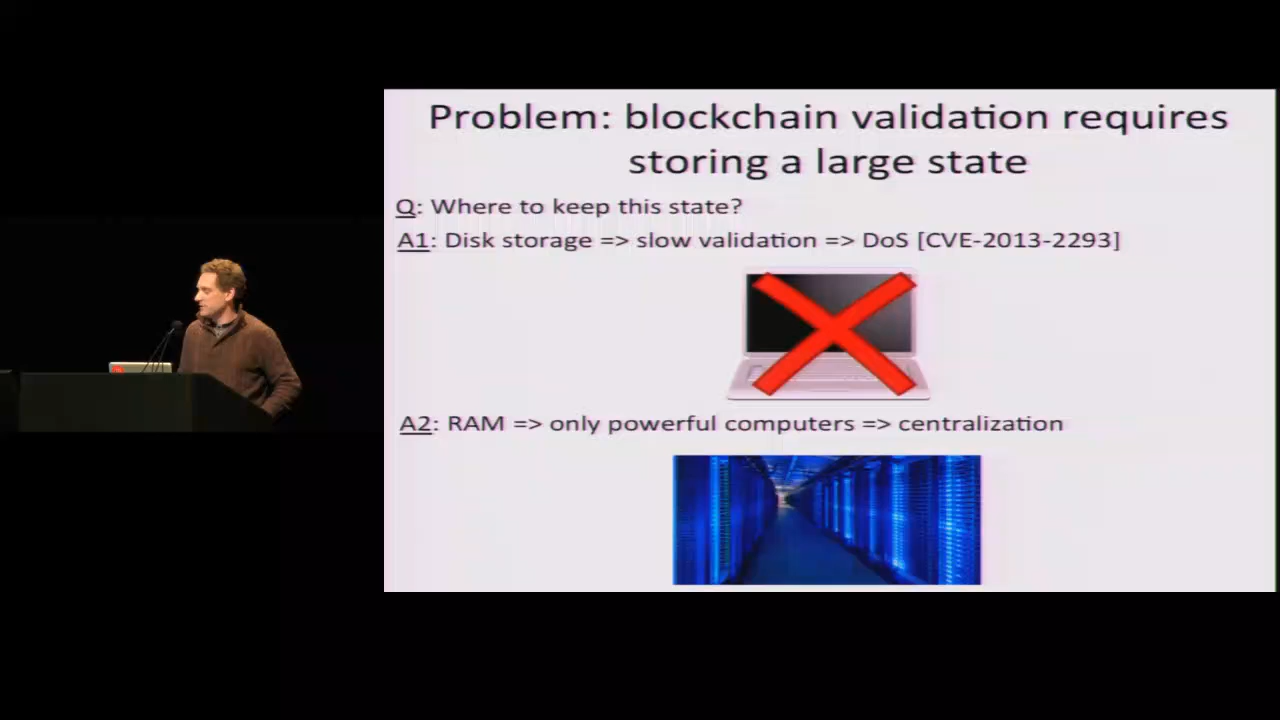 Problem: blockchain validation requires
storing a large state
Q: Where to keep this state?
A1: Disk storage => slow validation => DoS [CVE-2013-2293]
A2: RAM => only powerful computers => centralization